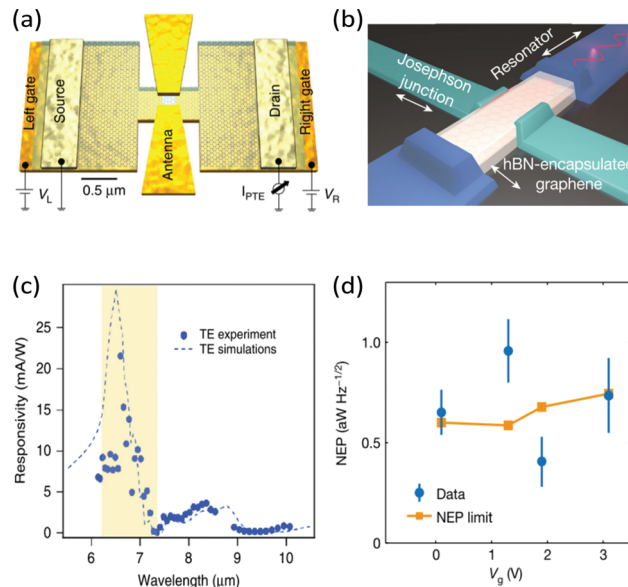 (a)
Left gate
Source
Antenna
Drain
Right gate
0.5 μm
V_L
I_PTE
V_R
(b)
Josephson
junction
Resonator
hBN-encapsulated
graphene
(c)
Responsivity (mA/W)
25
20
15
10
5
0
TE experiment
TE simulations
6 7 8 9 10
Wavelength (μm)
(d)
NEP (aW Hz^-1/2)
1.0
0.5
0
Data
NEP limit
0 1 2 3
V_g (V)